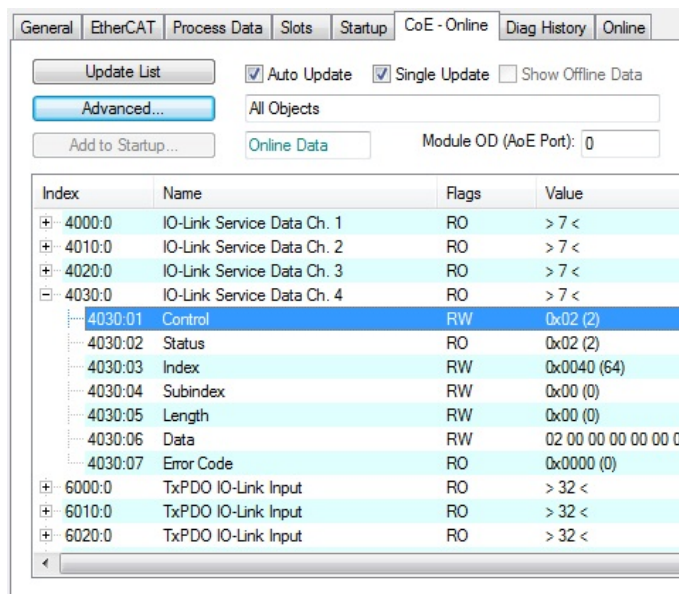 General EtherCAT Process Data Slots Startup CoE - Online Diag History Online
Update List Auto Update Single Update Show Offline Data
Advanced... All Objects
Add to Startup... Online Data Module OD (AoE Port): 0
Index Name Flags Value
4000:0 IO-Link Service Data Ch. 1 RO > 7 <
4010:0 IO-Link Service Data Ch. 2 RO > 7 <
4020:0 IO-Link Service Data Ch. 3 RO > 7 <
4030:0 IO-Link Service Data Ch. 4 RO > 7 <
4030:01 Control RW 0x02 (2)
4030:02 Status RO 0x02 (2)
4030:03 Index RW 0x0040 (64)
4030:04 Subindex RW 0x00 (0)
4030:05 Length RW 0x00 (0)
4030:06 Data RW 02 00 00 00 00 00 0
4030:07 Error Code RO 0x0000 (0)
6000:0 TxPDO IO-Link Input RO > 32 <
6010:0 TxPDO IO-Link Input RO > 32 <
6020:0 TxPDO IO-Link Input RO > 32 <